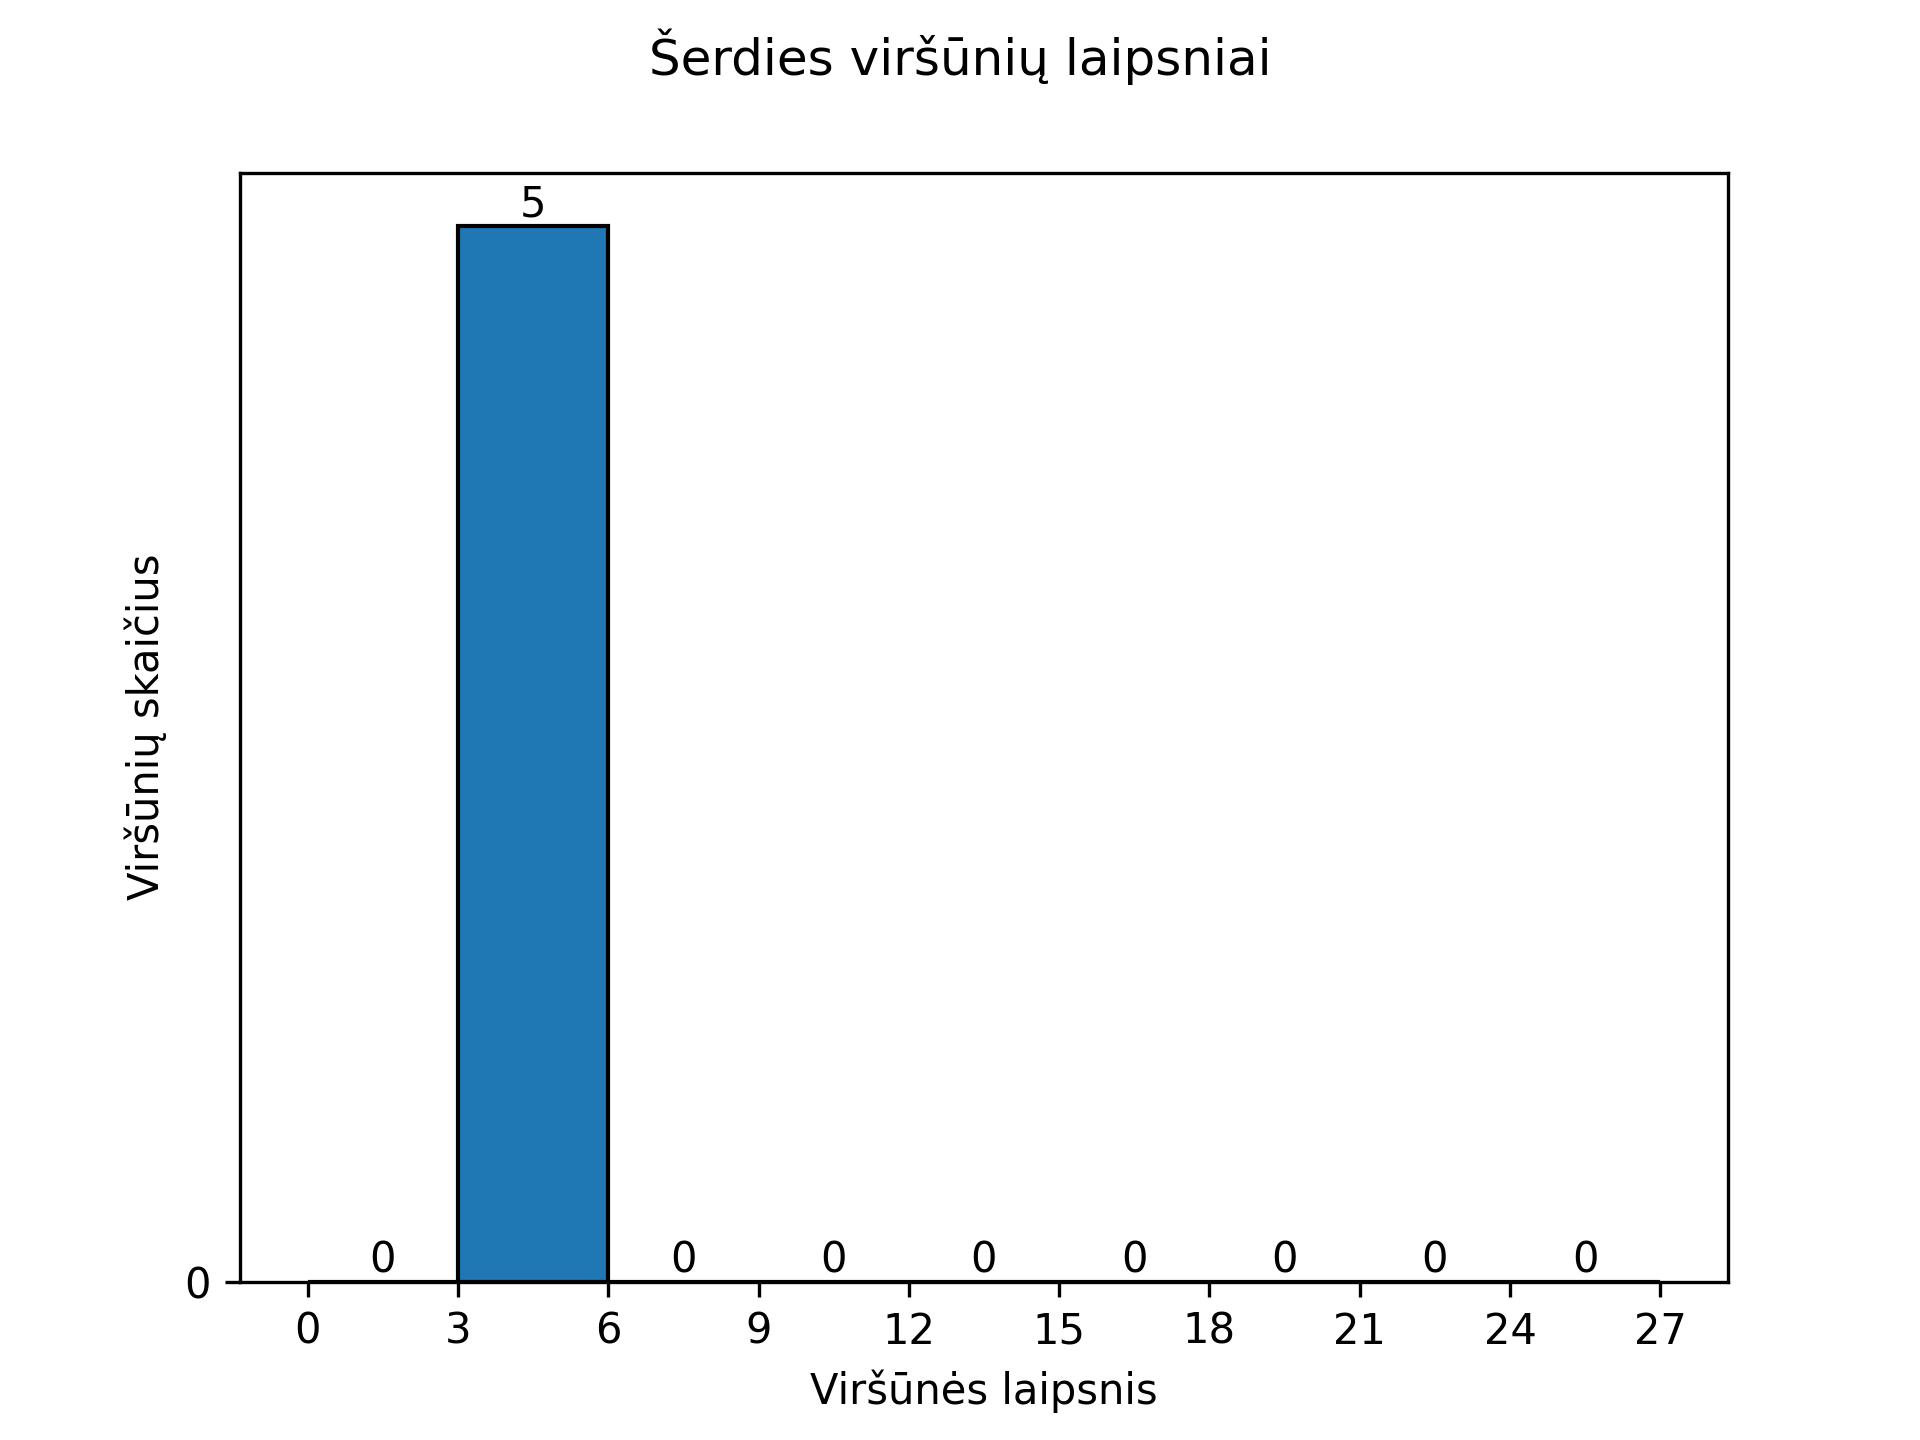 Šerdies viršūnių laipsniai
5
Viršūnių skaičius
0 0 0 0 0 0 0 0
0
0 3 6 9 12 15 18 21 24 27
Viršūnės laipsnis